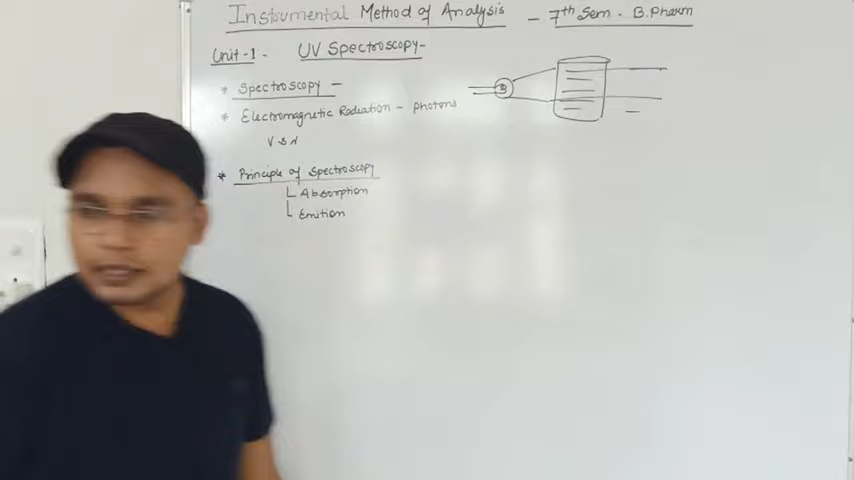 Instrumental Method of Analysis - 7th Sem. B.Pharm
Unit-1 - UV Spectroscopy-
* Spectroscopy -
* Electromagnetic Radiation - photons
* Principle of Spectroscopy
Absorption
Emition